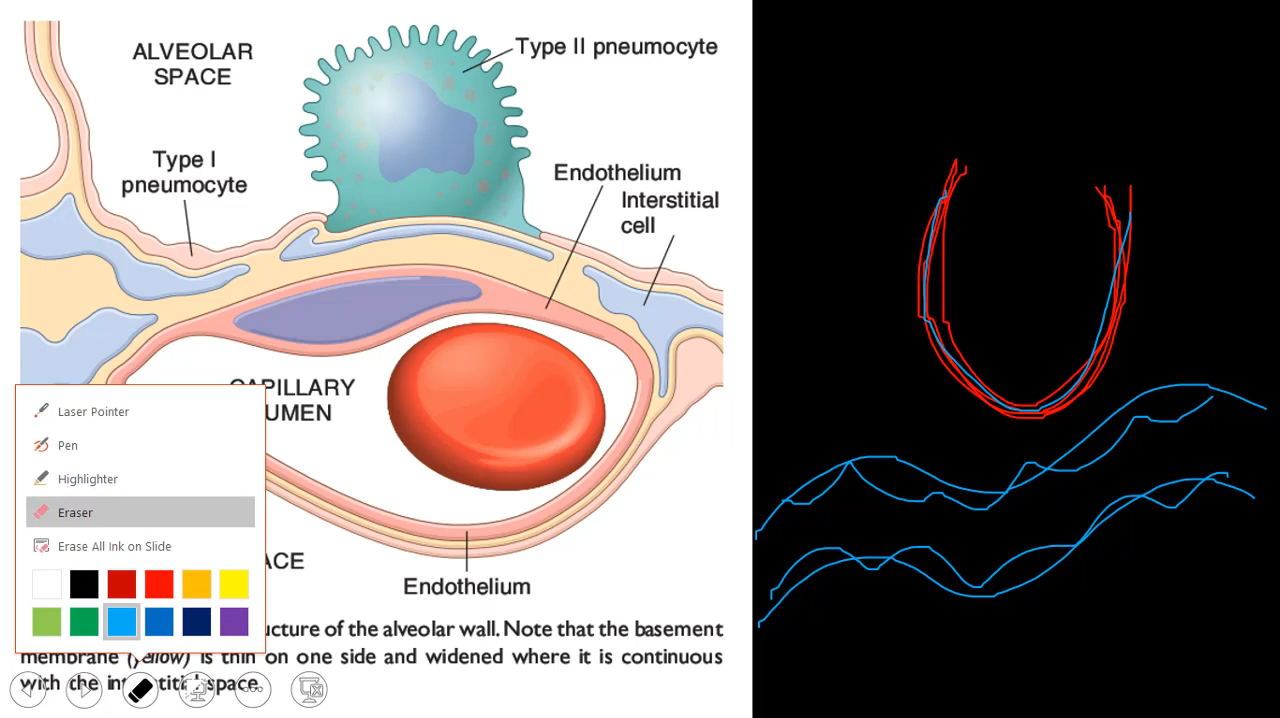 ALVEOLAR
SPACE
Type II pneumocyte
Type I
pneumocyte
Endothelium
Interstitial
cell
CAPILLARY
UMEN
Laser Pointer
Pen
Highlighter
Eraser
Erase All Ink on Slide
ACE
Endothelium
ucture of the alveolar wall. Note that the basement
membrane (yellow) is thin on one side and widened where it is continuous
with the interstitial space.